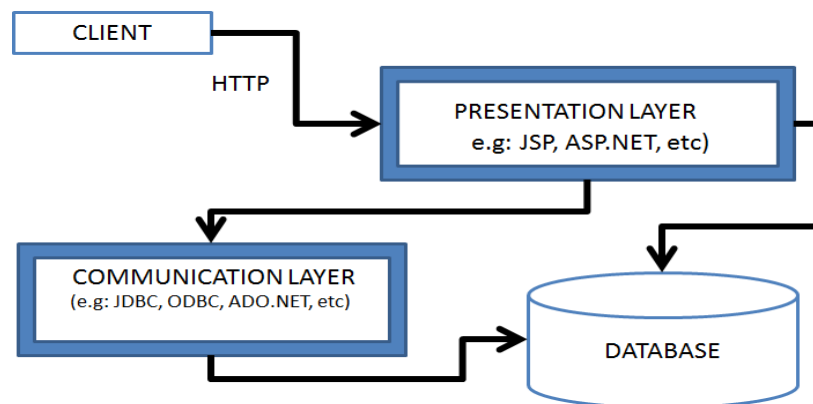 CLIENT
HTTP
PRESENTATION LAYER
e.g: JSP, ASP.NET, etc)
COMMUNICATION LAYER
(e.g: JDBC, ODBC, ADO.NET, etc)
DATABASE